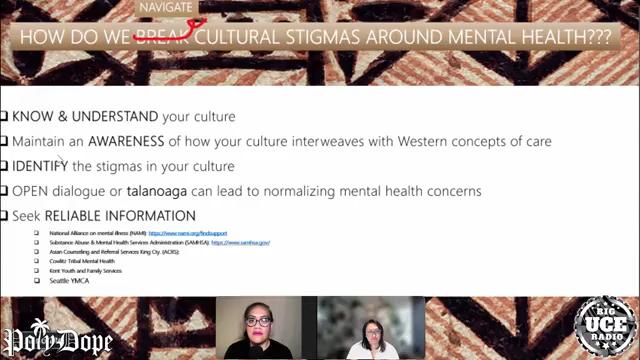 NAVIGATE
HOW DO WE BREAK CULTURAL STIGMAS AROUND MENTAL HEALTH???
KNOW & UNDERSTAND your culture
Maintain an AWARENESS of how your culture interweaves with Western concepts of care
IDENTIFY the stigmas in your culture
OPEN dialogue or talanoaga can lead to normalizing mental health concerns
Seek RELIABLE INFORMATION
National Alliance on mental illness (NAMI): https://www.nami.org/findsupport
Substance Abuse & Mental Health Services Administration (SAMHSA): https://www.samhsa.gov/
Asian Counseling and Referral Services King Cty. (ACRS):
Cowlitz Tribal Mental Health
Kent Youth and Family Services
Seattle YMCA
PolyDope
BIG
UCE
RADIO